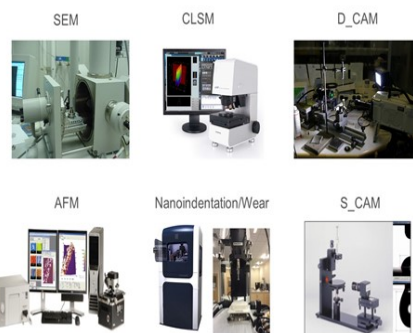 SEM
CLSM
D_CAM
AFM
Nanoindentation/Wear
S_CAM